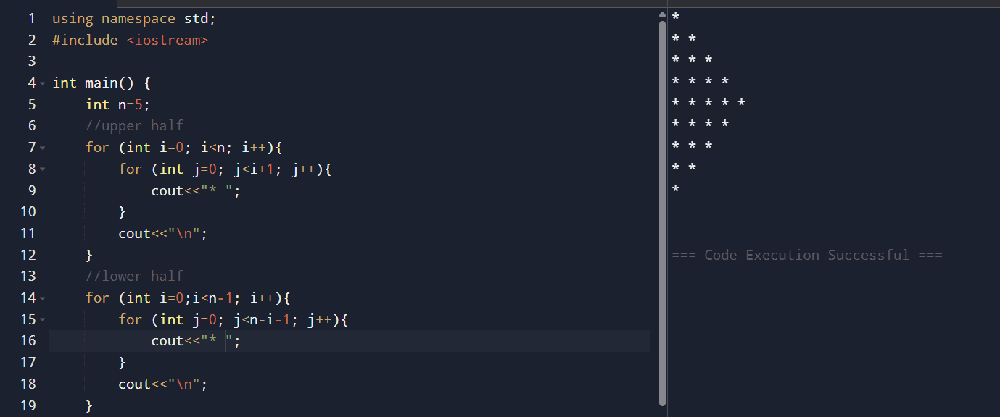 1 using namespace std;
2 #include <iostream>
3
4 int main() {
5     int n=5;
6     //upper half
7     for (int i=0; i<n; i++){
8         for (int j=0; j<i+1; j++){
9             cout<<"* ";
10         }
11         cout<<"\n";
12     }
13     //lower half
14     for (int i=0;i<n-1; i++){
15         for (int j=0; j<n-i-1; j++){
16             cout<<"* ";
17         }
18         cout<<"\n";
19     }
*
* *
* * *
* * * *
* * * * *
* * * *
* * *
* *
*
=== Code Execution Successful ===